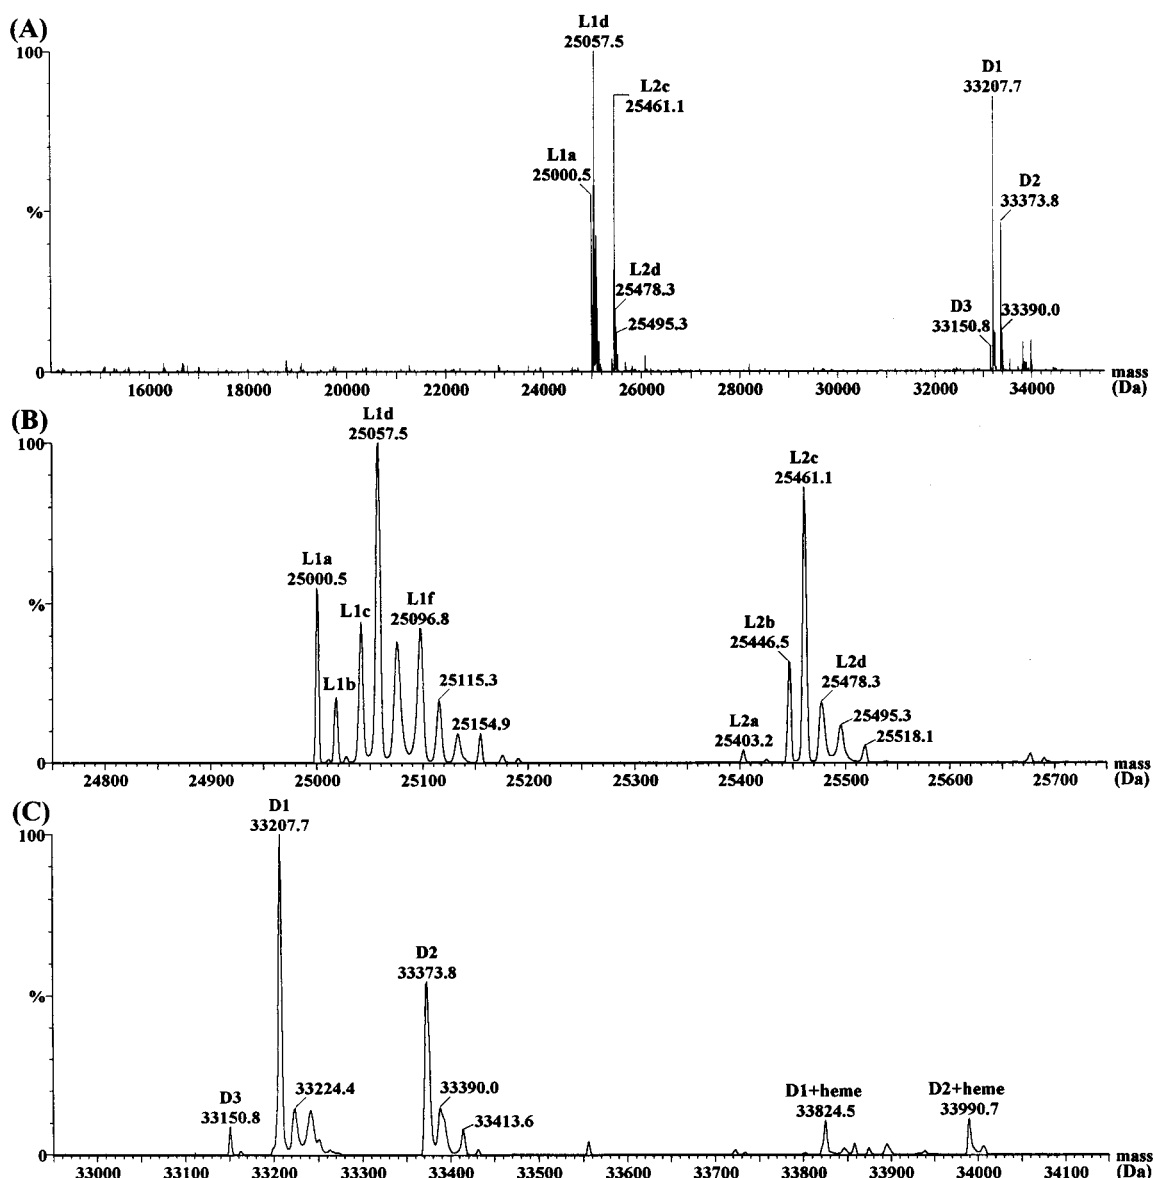 (A)
L1d
25057.5
100
L2c
25461.1
D1
33207.7
L1a
25000.5
D2
33373.8
%
L2d
25478.3
25495.3
D3
33150.8
33390.0
0
16000 18000 20000 22000 24000 26000 28000 30000 32000 34000
mass
(Da)
(B)
L1d
25057.5
100
L2c
25461.1
L1a
25000.5
L1c
L1f
25096.8
%
L2b
25446.5
L1b
25115.3
L2d
25478.3
25154.9
L2a
25403.2
25495.3
25518.1
0
24800 24900 25000 25100 25200 25300 25400 25500 25600 25700
mass
(Da)
(C)
D1
33207.7
100
D2
33373.8
%
D3
33150.8
33224.4
33390.0
33413.6
D1+heme
33824.5
D2+heme
33990.7
0
33000 33100 33200 33300 33400 33500 33600 33700 33800 33900 34000 34100
mass
(Da)